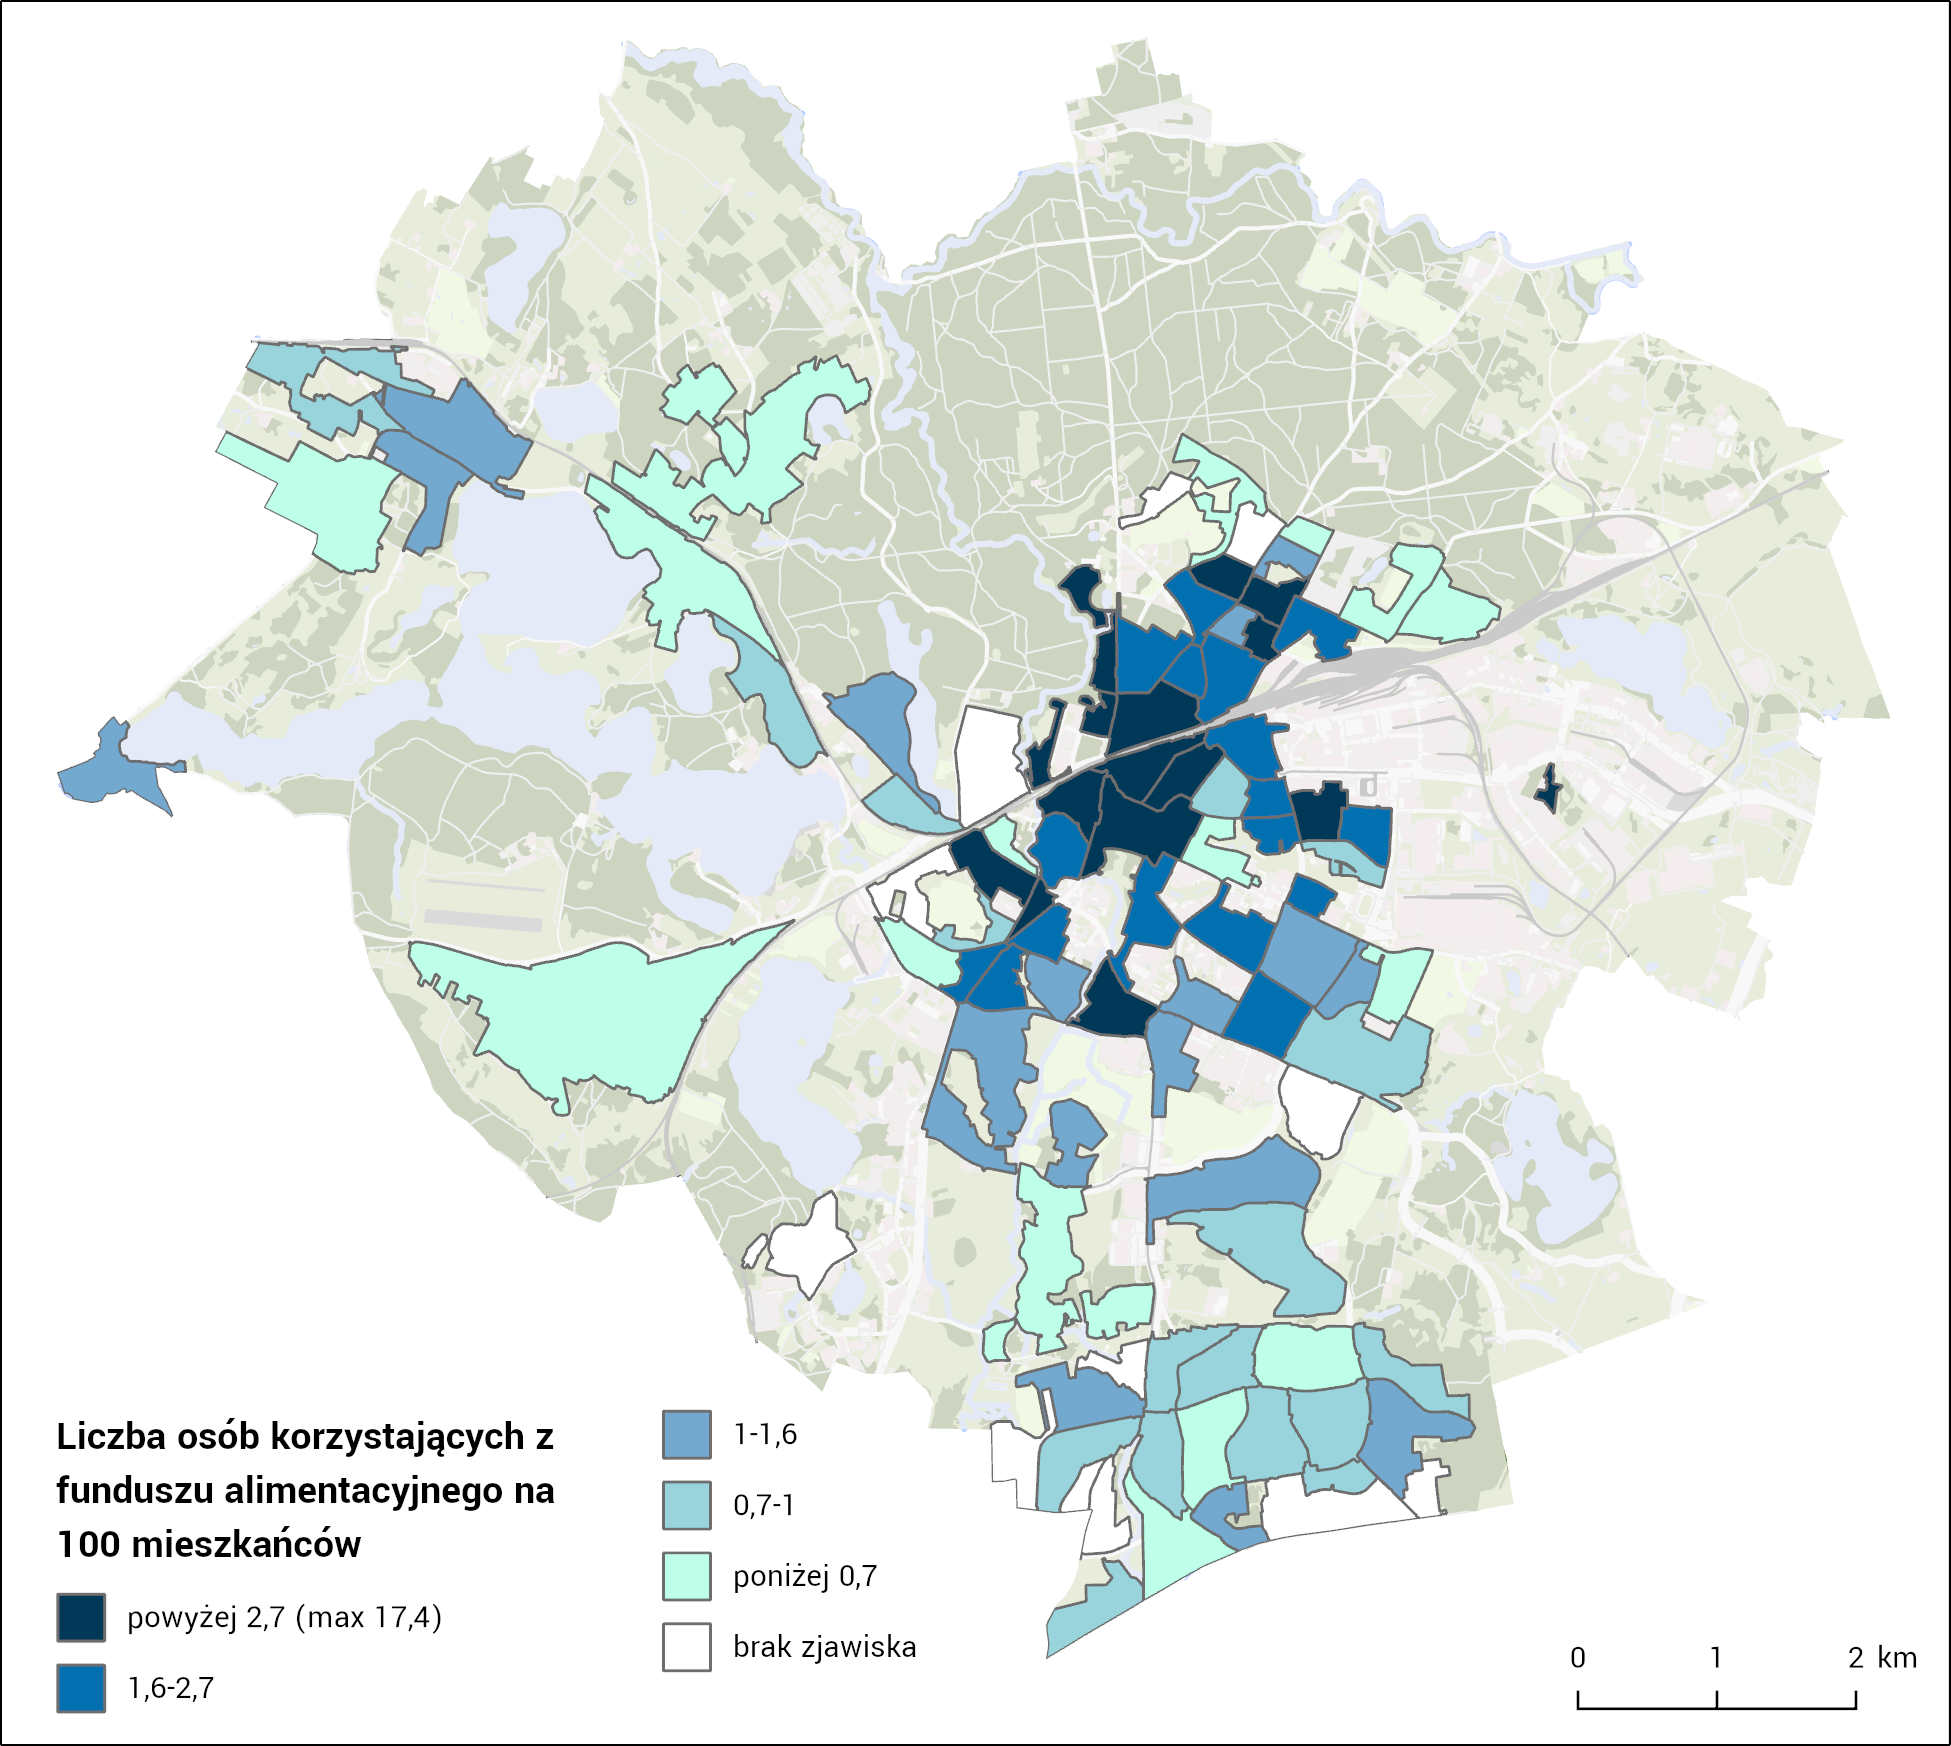 Liczba osób korzystających z
funduszu alimentacyjnego na
100 mieszkańców
powyżej 2,7 (max 17,4)
1,6-2,7
1-1,6
0,7-1
poniżej 0,7
brak zjawiska
0 1 2 km